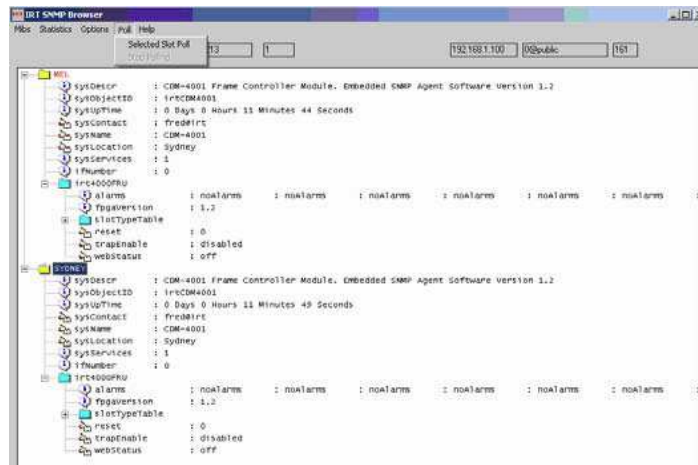 IRT SNMP Browser
Mibs Statistics Options Poll Help
Selected Slot Poll
13 1 192.168.1.100 00@public 161
MEL
sysDescr : CDM-4001 Frame Controller Module. Embedded SNMP Agent Software Version 1.2
sysObjectID : irtCDM4001
sysUpTime : 0 Days 0 Hours 11 Minutes 44 Seconds
sysContact : fred@irt
sysName : CDM-4001
sysLocation : Sydney
sysServices : 1
ifNumber : 0
irt4000FRU
alarms : noAlarms : noAlarms : noAlarms : noAlarms : noAlarms : noAlarms :
fpgaVersion : 1.2
slotTypeTable
reset : 0
trapEnable : disabled
webStatus : off
SYDNEY
sysDescr : CDM-4001 Frame Controller Module. Embedded SNMP Agent Software Version 1.2
sysObjectID : irtCDM4001
sysUpTime : 0 Days 0 Hours 11 Minutes 49 Seconds
sysContact : fred@irt
sysName : CDM-4001
sysLocation : Sydney
sysServices : 1
ifNumber : 0
irt4000FRU
alarms : noAlarms : noAlarms : noAlarms : noAlarms : noAlarms : noAlarms :
fpgaVersion : 1.2
slotTypeTable
reset : 0
trapEnable : disabled
webStatus : off